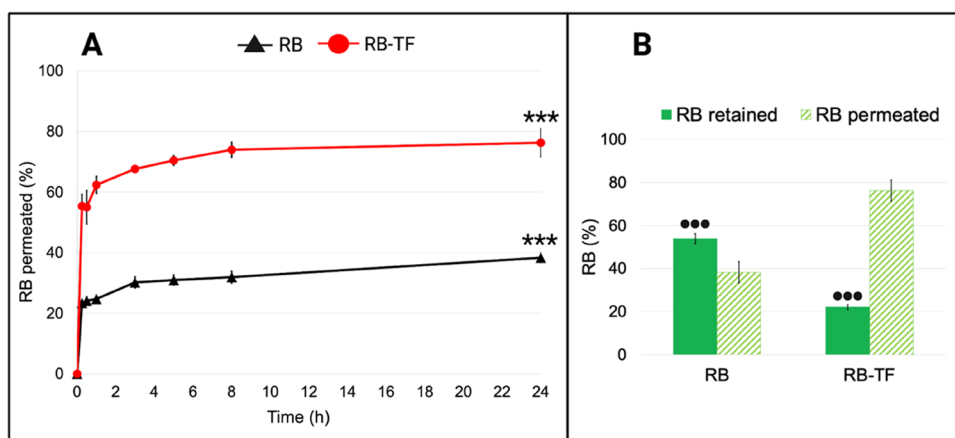 A
RB RB-TF
RB permeated (%)
100
80
60
40
20
0
***
***
0 2 4 6 8 10 12 14 16 18 20 22 24
Time (h)
B
RB retained RB permeated
RB (%)
100
80
60
40
20
0
●●●
●●●
RB RB-TF